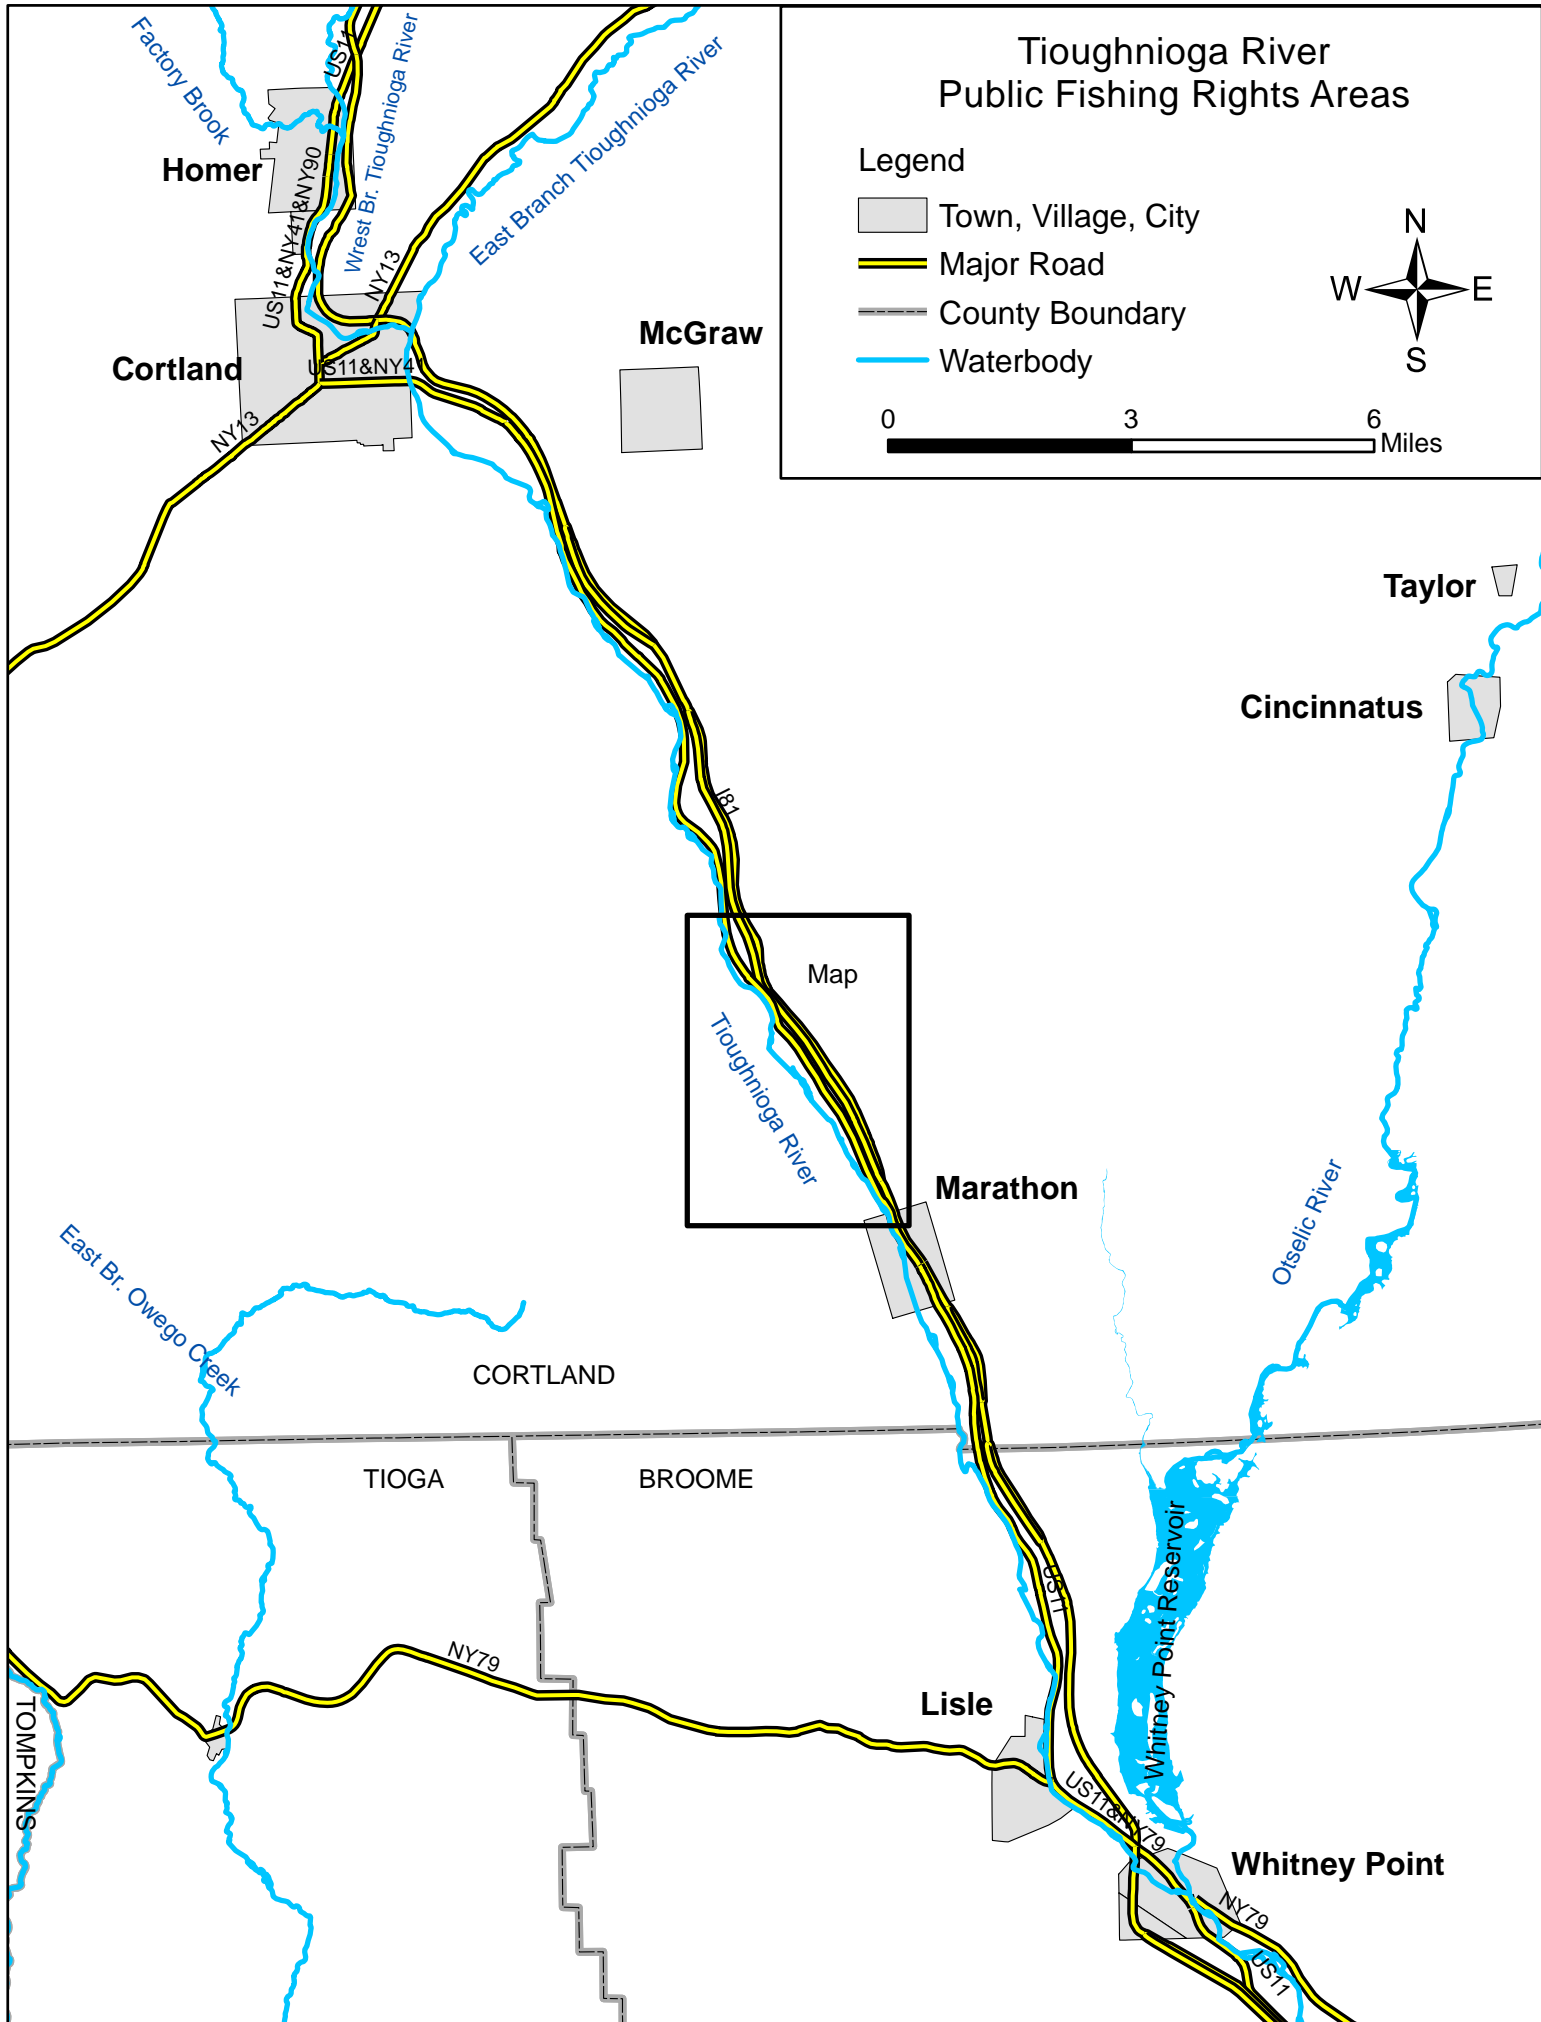 Tioughnioga River
Public Fishing Rights Areas
Legend
Town, Village, City
Major Road
County Boundary
Waterbody
N
W
E
S
0
3
6
Miles
Factory Brook
US11
Wrest Br. Tioughnioga River
East Branch Tioughnioga River
Homer
US11&NY41&NY90
NY13
McGraw
Cortland
US11&NY41
NY13
Taylor
Cincinnatus
I81
Map
Tioughnioga River
Marathon
Otselic River
East Br. Owego Creek
CORTLAND
TIOGA
BROOME
Whitney Point Reservoir
US11
NY79
Lisle
TOMPKINS
US11&NY79
Whitney Point
NY79
US11